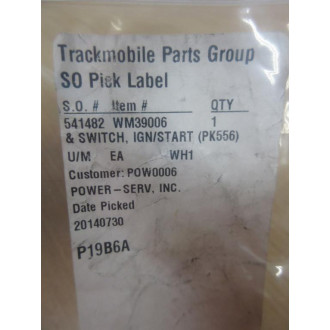 Trackmobile Parts Group
SO Pick Label
S.O. # Item # QTY
541482 WM39006 1
& SWITCH, IGN/START (PK556)
U/M EA WH1
Customer: POW0006
POWER-SERV, INC.
Date Picked
20140730
P19B6A